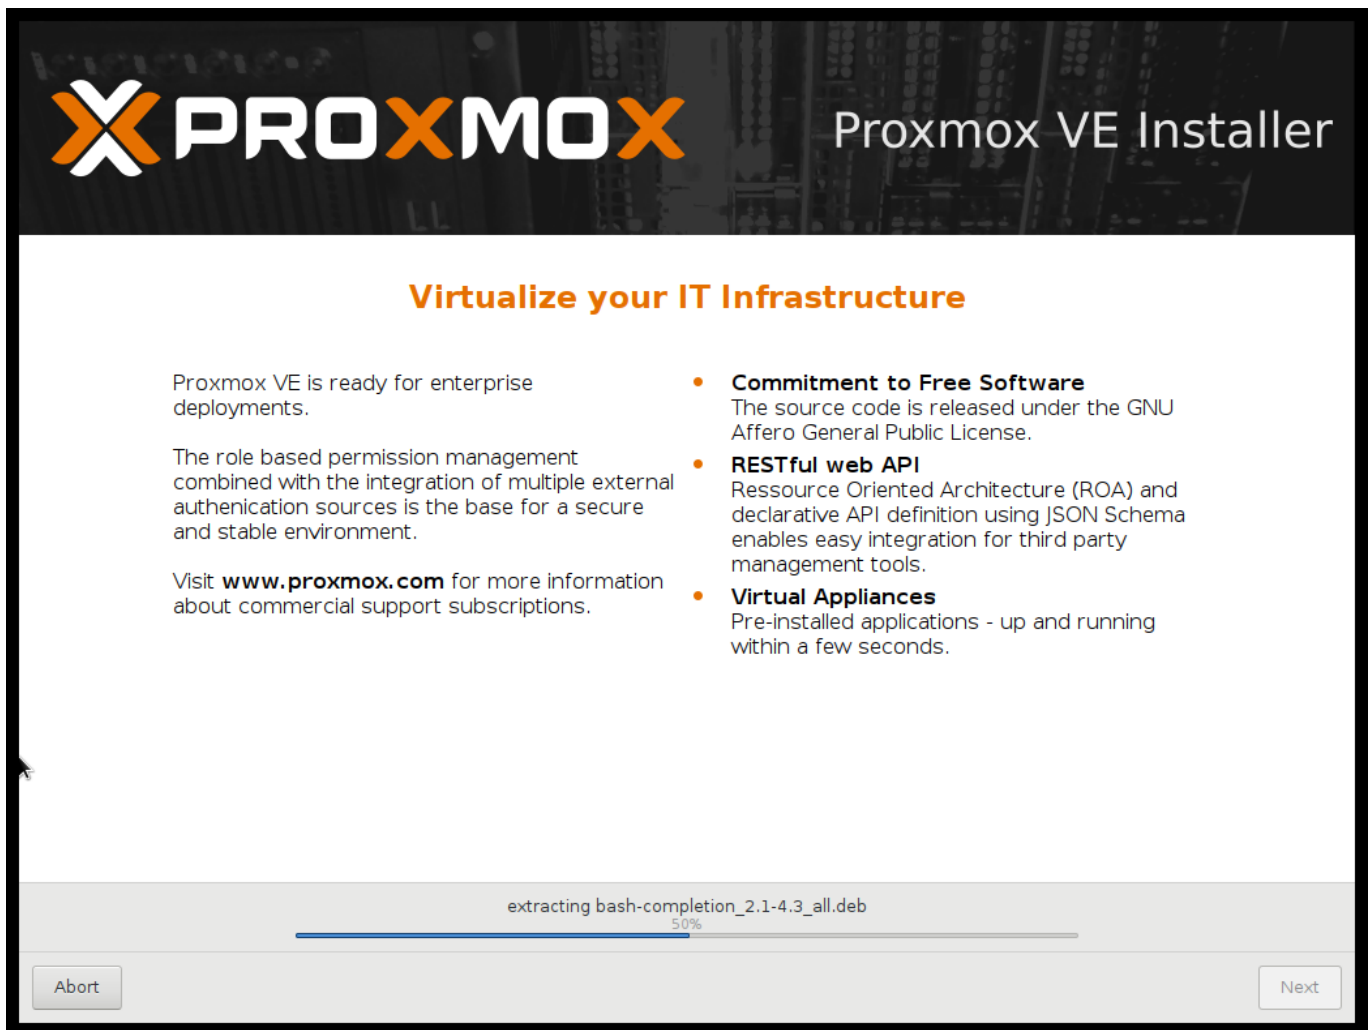 PROXMOX
Proxmox VE Installer
Virtualize your IT Infrastructure
Proxmox VE is ready for enterprise
deployments.
The role based permission management
combined with the integration of multiple external
authenication sources is the base for a secure
and stable environment.
Visit www.proxmox.com for more information
about commercial support subscriptions.
Commitment to Free Software
The source code is released under the GNU
Affero General Public License.
RESTful web API
Ressource Oriented Architecture (ROA) and
declarative API definition using JSON Schema
enables easy integration for third party
management tools.
Virtual Appliances
Pre-installed applications - up and running
within a few seconds.
extracting bash-completion_2.1-4.3_all.deb
50%
Abort
Next